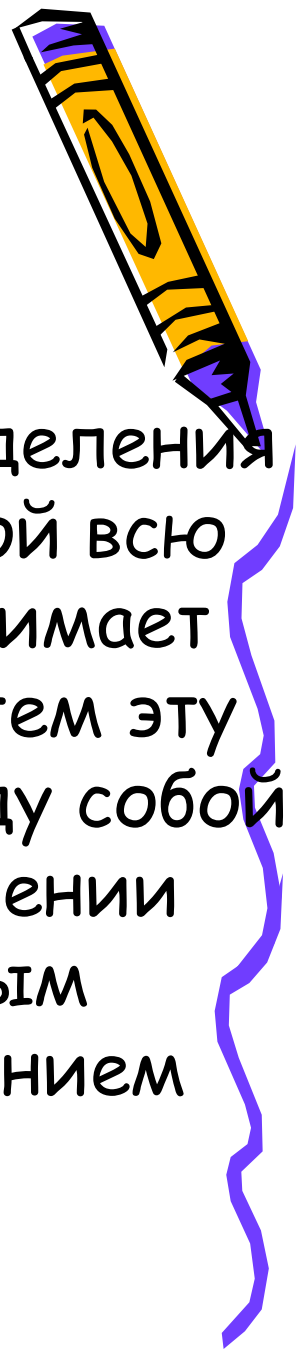 деления
ой всю
имает
тем эту
ду собой
ении
ым
нием